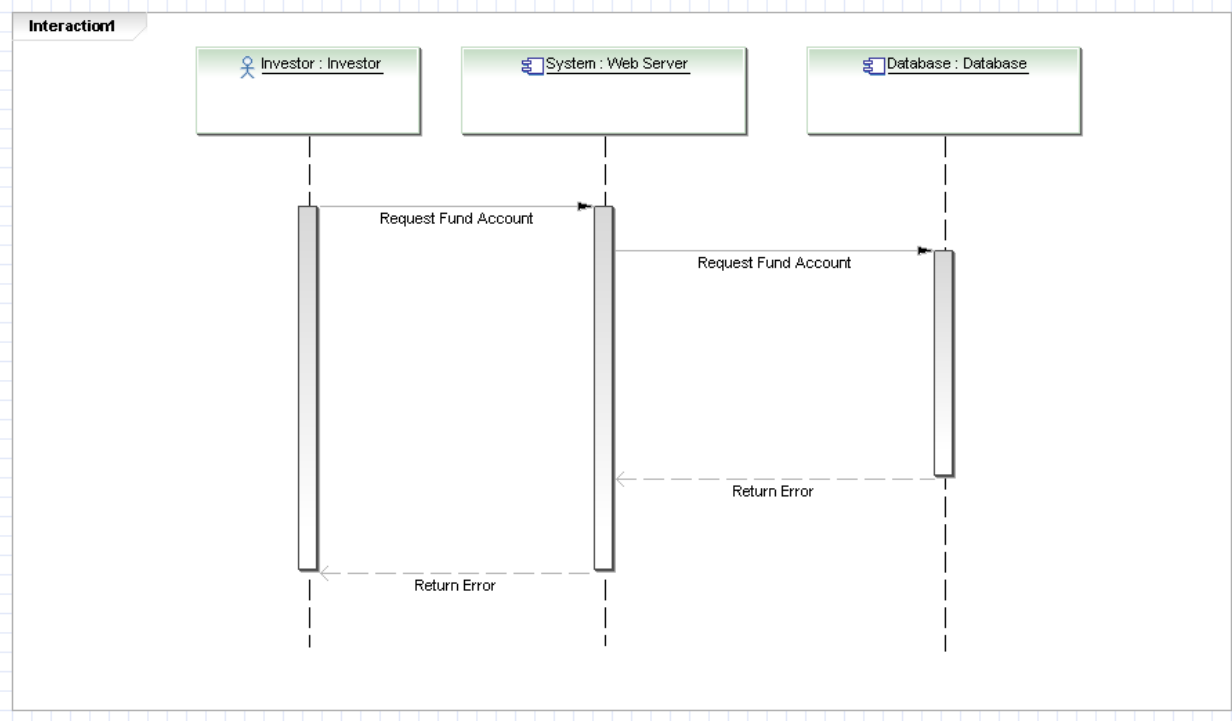 Interaction1
Investor : Investor
System : Web Server
Database : Database
Request Fund Account
Request Fund Account
Return Error
Return Error